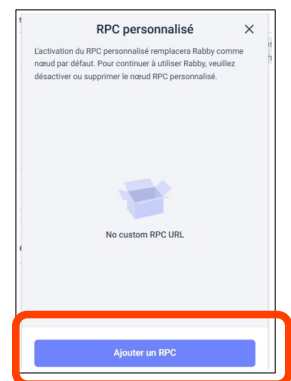 RPC personnalisé
L'activation du RPC personnalisé remplacera Rabby comme
nœud par défaut. Pour continuer à utiliser Rabby, veuillez
désactiver ou supprimer le nœud RPC personnalisé.
No custom RPC URL
Ajouter un RPC